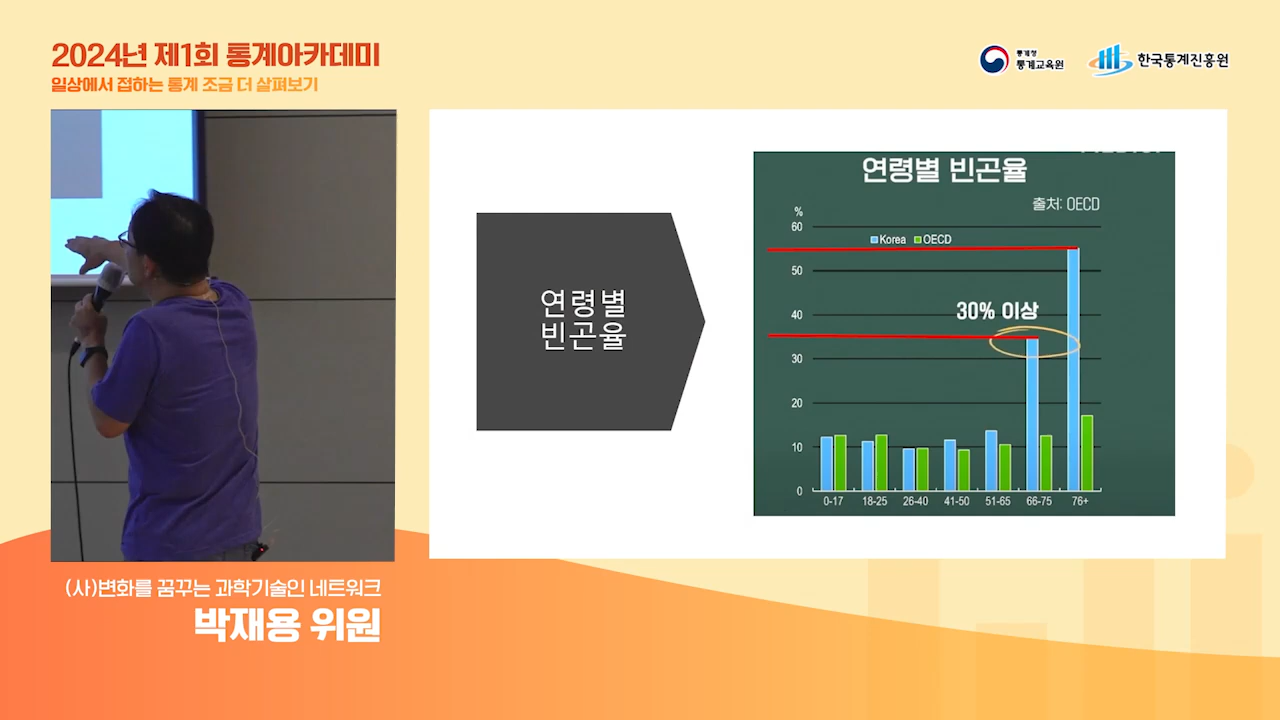 2024년 제1회 통계아카데미
일상에서 접하는 통계 조금 더 살펴보기
통계청
통계교육원
한국통계진흥원
연령별
빈곤율
연령별 빈곤율
출처: OECD
%
60
Korea OECD
50
30% 이상
40
30
20
10
0
0-17 18-25 26-40 41-50 51-65 66-75 76+
(사)변화를 꿈꾸는 과학기술인 네트워크
박재용 위원